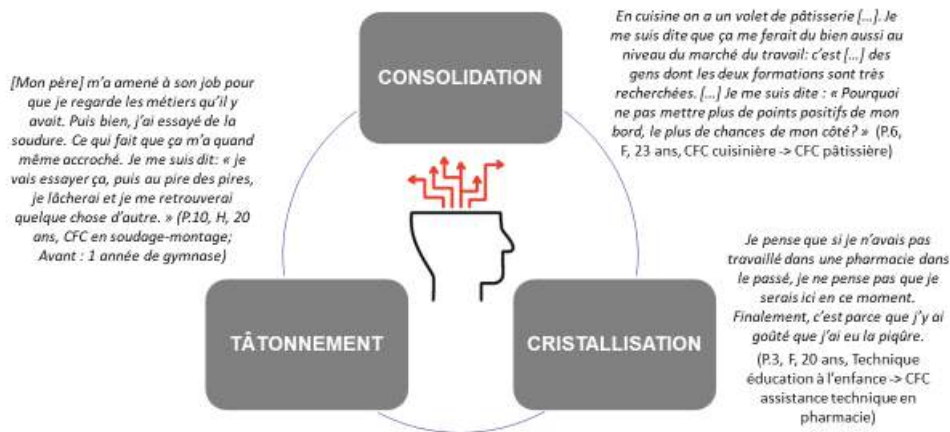 En cuisine on a un volet de pâtisserie [...]. Je
me suis dite que ça me ferait du bien aussi au
niveau du marché du travail: c'est [...] des
gens dont les deux formations sont très
recherchées. [...] Je me suis dite : « Pourquoi
ne pas mettre plus de points positifs de mon
bord, le plus de chances de mon côté? » (P.6,
F, 23 ans, CFC cuisinière -> CFC pâtissière)
CONSOLIDATION
[Mon père] m'a amené à son job pour
que je regarde les métiers qu'il y
avait. Puis bien, j'ai essayé de la
soudure. Ce qui fait que ça m'a quand
même accroché. Je me suis dit: « je
vais essayer ça, puis au pire des pires,
je lâcherai et je me retrouverai
quelque chose d'autre. » (P.10, H, 20
ans, CFC en soudage-montage;
Avant : 1 année de gymnase)
TÂTONNEMENT
CRISTALLISATION
Je pense que si je n'avais pas
travaillé dans une pharmacie dans
le passé, je ne pense pas que je
serais ici en ce moment.
Finalement, c'est parce que j'y ai
goûté que j'ai eu la piqûre.
(P.3, F, 20 ans, Technique
éducation à l'enfance -> CFC
assistance technique en
pharmacie)